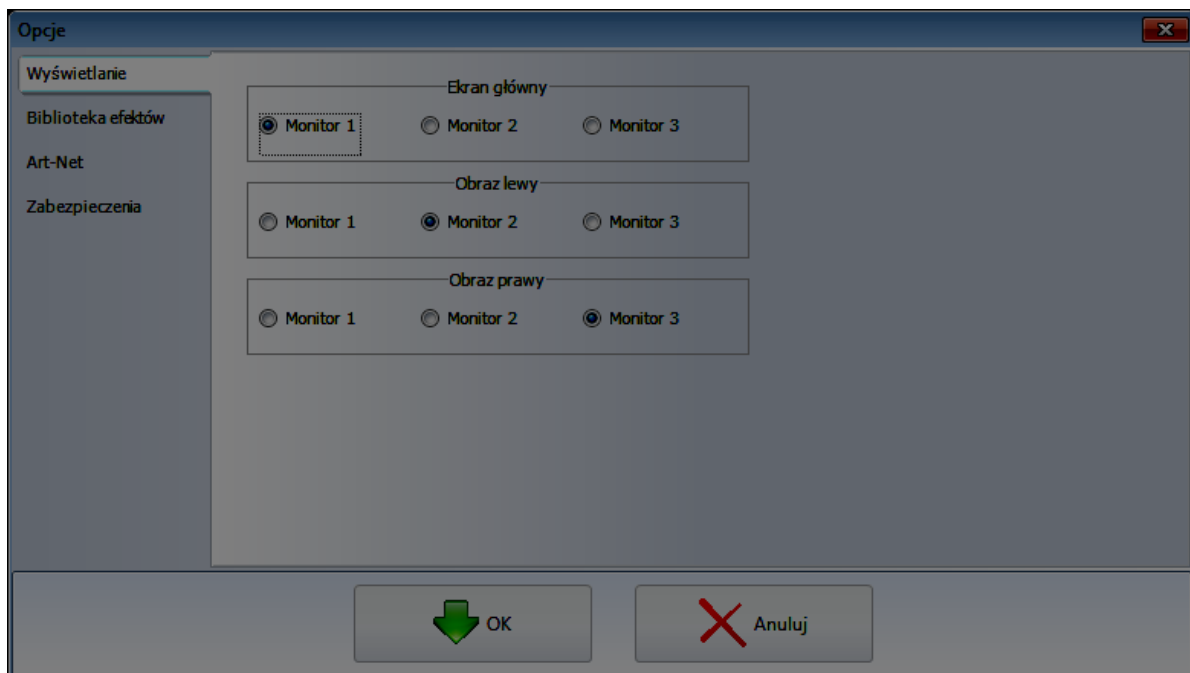 Opcje
Wyświetlanie
Biblioteka efektów
Art-Net
Zabezpieczenia
Ekran główny
Monitor 1 Monitor 2 Monitor 3
Obraz lewy
Monitor 1 Monitor 2 Monitor 3
Obraz prawy
Monitor 1 Monitor 2 Monitor 3
OK Anuluj